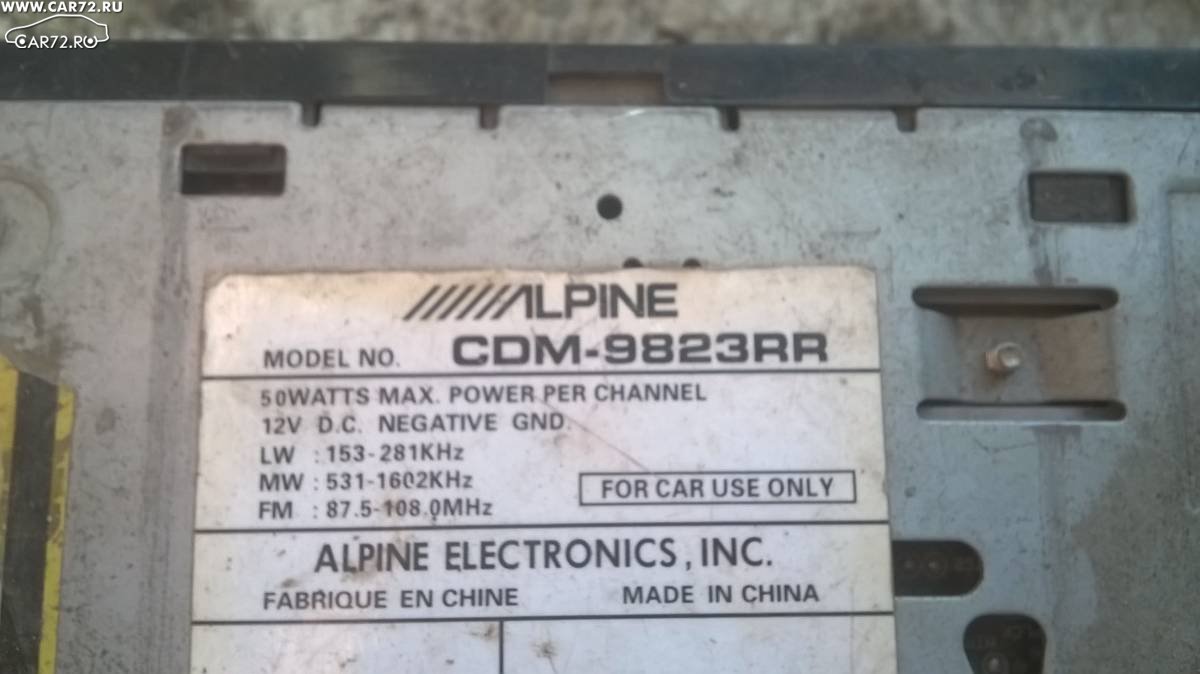 WWW.CAR72.RU
CAR72.RU
ALPINE
MODEL NO. CDM-9823RR
50WATTS MAX. POWER PER CHANNEL
12V D.C. NEGATIVE GND.
LW : 153-281KHz
MW : 531-1602KHz
FOR CAR USE ONLY
FM : 87.5-108.0MHz
ALPINE ELECTRONICS, INC.
FABRIQUE EN CHINE MADE IN CHINA